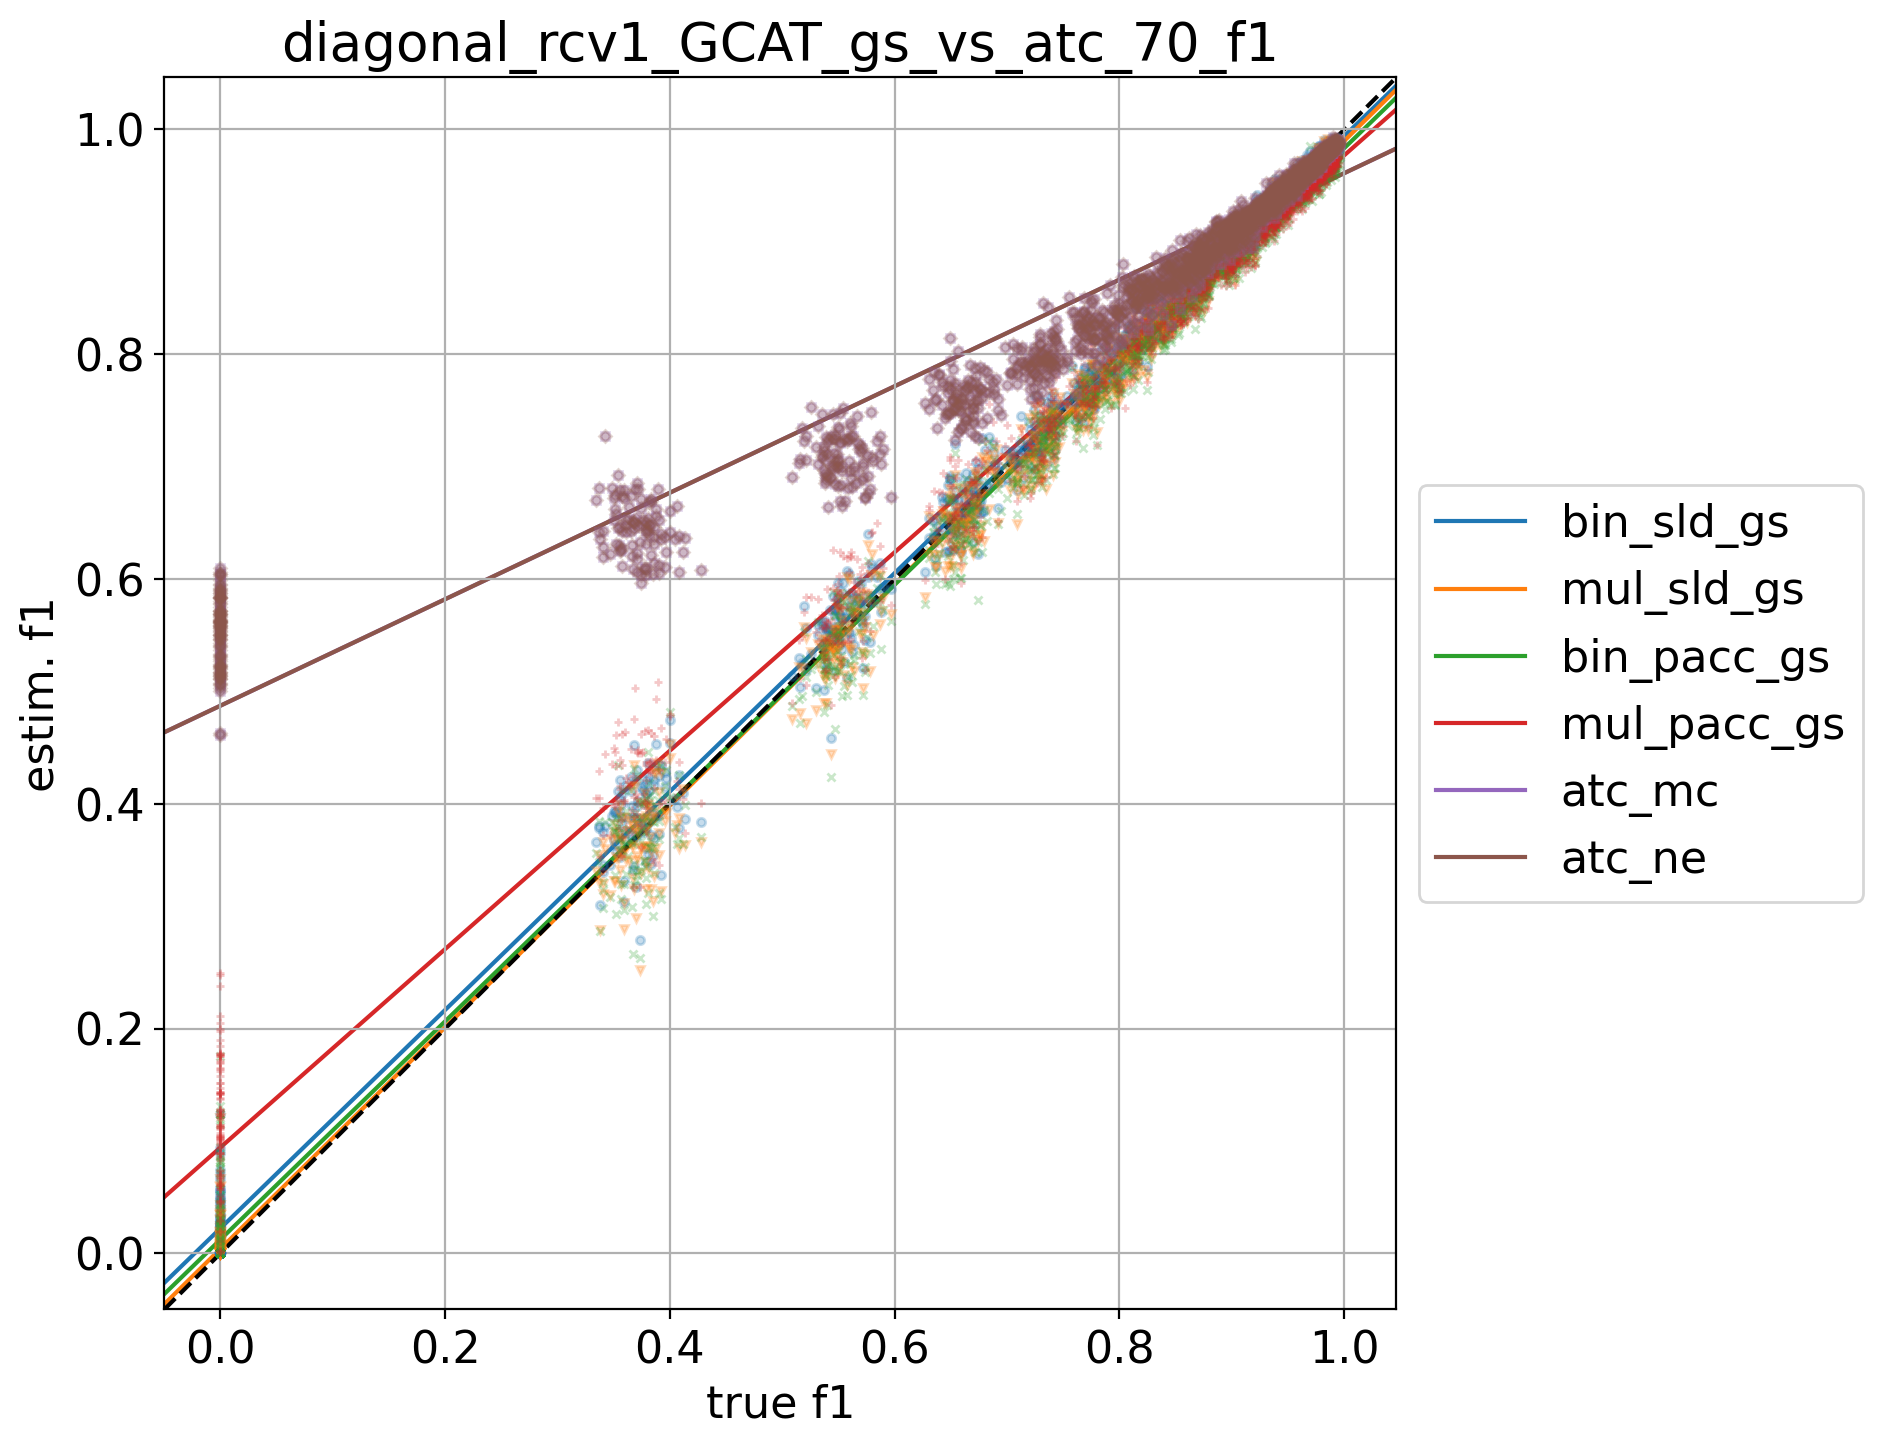 diagonal_rcv1_GCAT_gs_vs_atc_70_f1
1.0
0.8
0.6
0.4
0.2
0.0
estim. f1
0.0 0.2 0.4 0.6 0.8 1.0
true f1
bin_sld_gs
mul_sld_gs
bin_pacc_gs
mul_pacc_gs
atc_mc
atc_ne